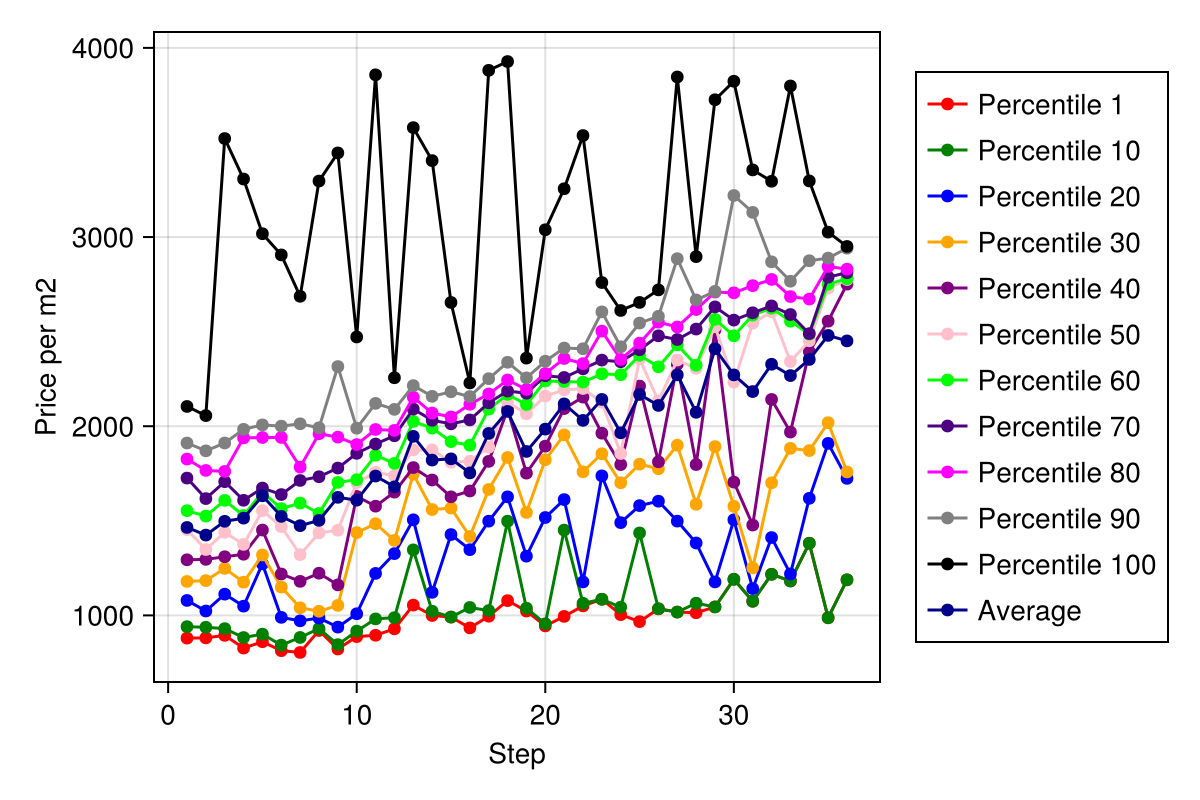 4000
3000
2000
1000
Price per m2
0
10
20
30
Step
Percentile 1
Percentile 10
Percentile 20
Percentile 30
Percentile 40
Percentile 50
Percentile 60
Percentile 70
Percentile 80
Percentile 90
Percentile 100
Average